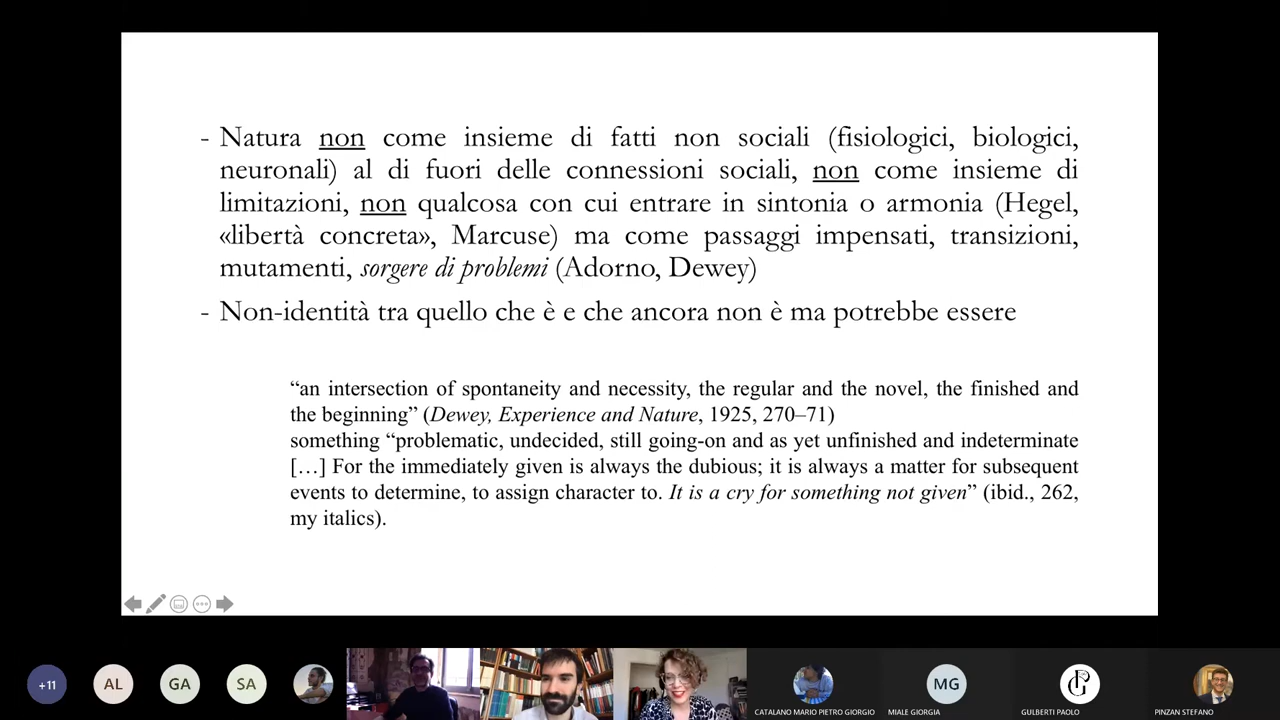 - Natura non come insieme di fatti non sociali (fisiologici, biologici,
neuronali) al di fuori delle connessioni sociali, non come insieme di
limitazioni, non qualcosa con cui entrare in sintonia o armonia (Hegel,
«libertà concreta», Marcuse) ma come passaggi impensati, transizioni,
mutamenti, sorgere di problemi (Adorno, Dewey)
- Non-identità tra quello che è e che ancora non è ma potrebbe essere
“an intersection of spontaneity and necessity, the regular and the novel, the finished and
the beginning” (Dewey, Experience and Nature, 1925, 270–71)
something “problematic, undecided, still going-on and as yet unfinished and indeterminate
[…] For the immediately given is always the dubious; it is always a matter for subsequent
events to determine, to assign character to. It is a cry for something not given” (ibid., 262,
my italics).
+11
AL
GA
SA
CATALANO MARIO PIETRO GIORGIO
MG
MIALE GIORGIA
GULBERTI PAOLO
PINZAN STEFANO